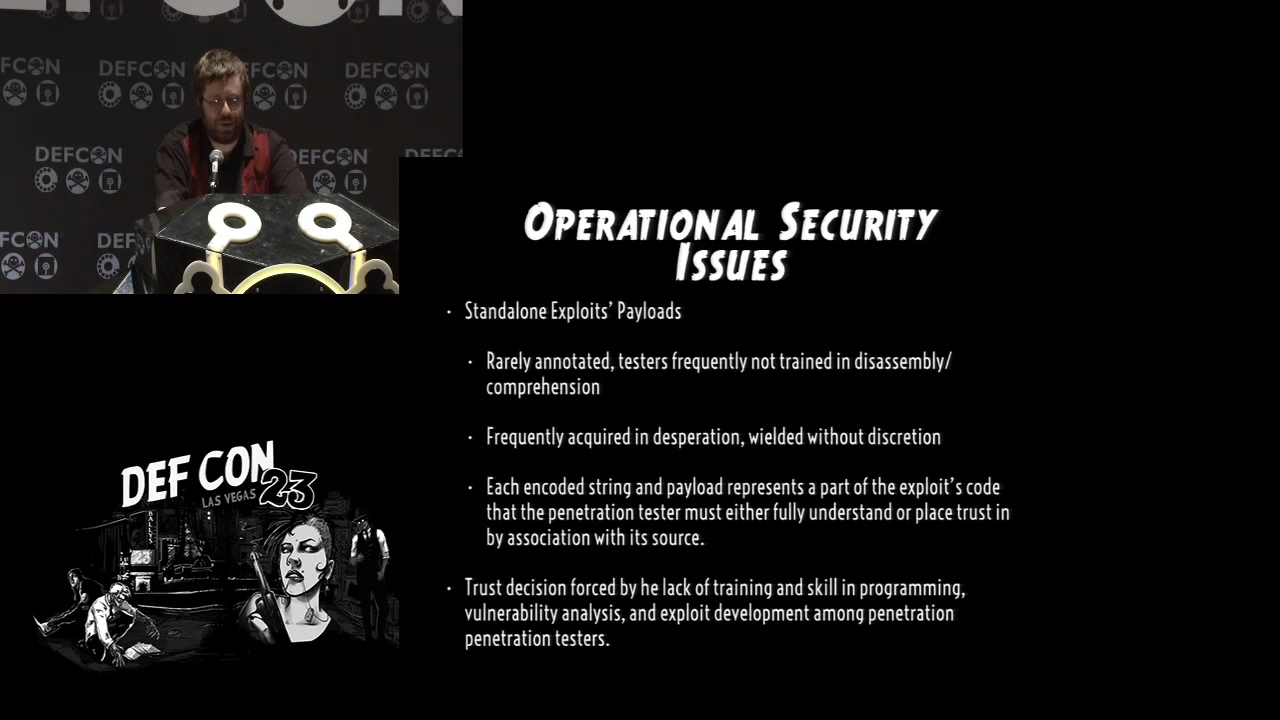 DEFCON
DEFCON
DEFCON
DEFCON
DEFCON
OPERATIONAL SECURITY
ISSUES
• Standalone Exploits' Payloads
• Rarely annotated, testers frequently not trained in disassembly/
comprehension
• Frequently acquired in desperation, wielded without discretion
• Each encoded string and payload represents a part of the exploit's code
that the penetration tester must either fully understand or place trust in
by association with its source.
• Trust decision forced by he lack of training and skill in programming,
vulnerability analysis, and exploit development among penetration
penetration testers.
DEF CON
LAS VEGAS 23
BALLY'S
23